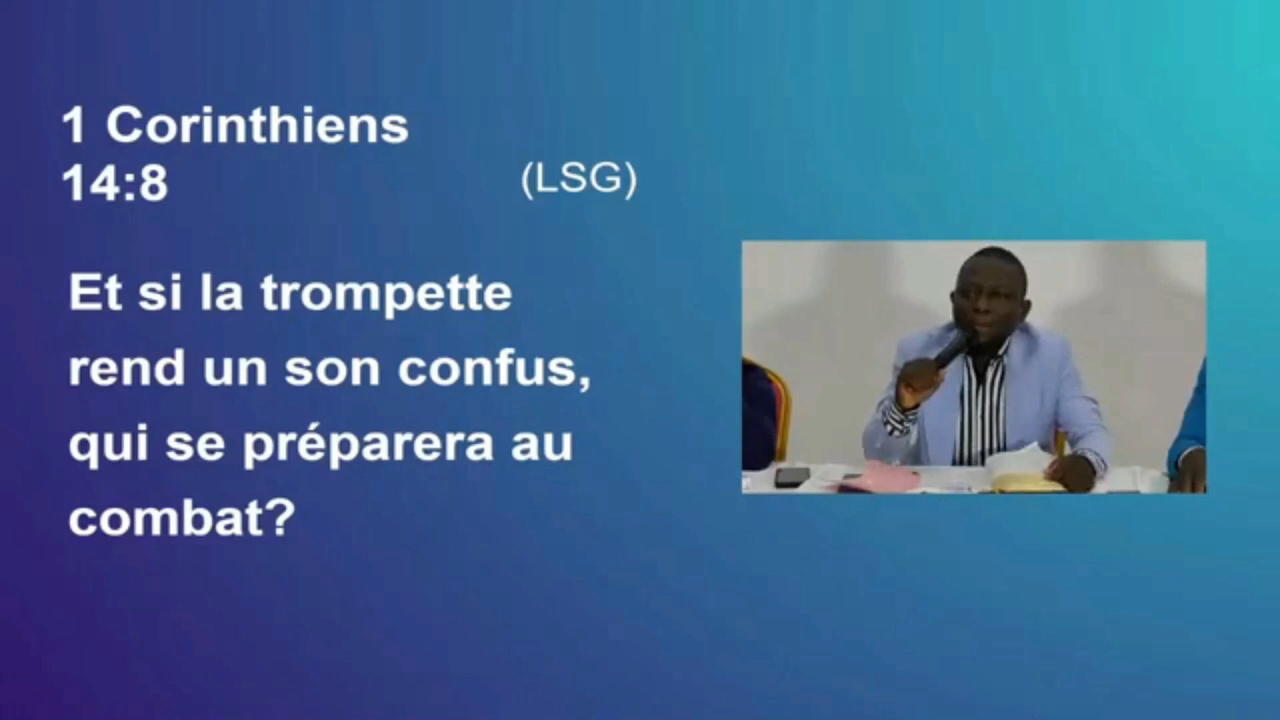 1 Corinthiens
14:8
(LSG)
Et si la trompette
rend un son confus,
qui se préparera au
combat?